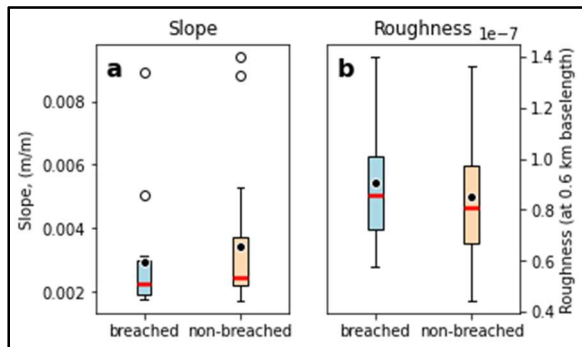 Slope
Roughness
1e-7
a
b
Slope, (m/m)
0.008
0.006
0.004
0.002
breached
non-breached
1.4
1.2
1.0
0.8
0.6
0.4
Roughness (at 0.6 km baselength)
breached
non-breached